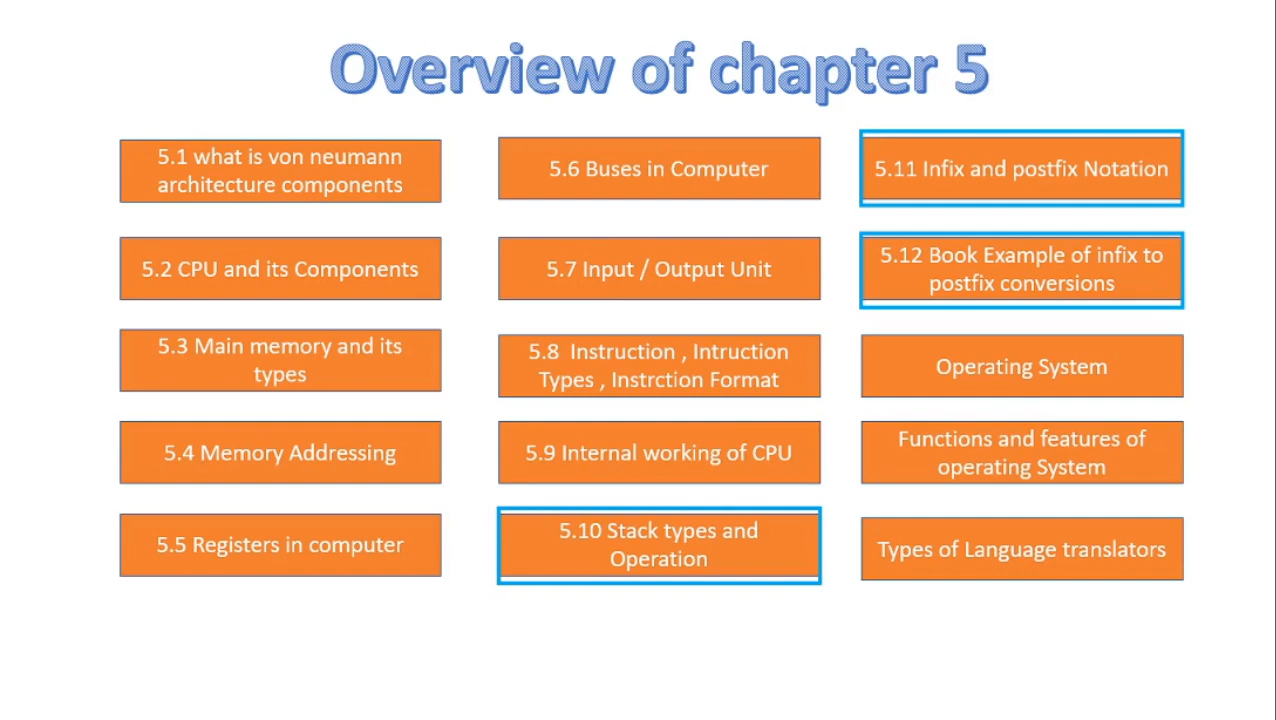 Overview of chapter 5
5.1 what is von neumann
architecture components
5.2 CPU and its Components
5.3 Main memory and its
types
5.4 Memory Addressing
5.5 Registers in computer
5.6 Buses in Computer
5.7 Input / Output Unit
5.8 Instruction , Intruction
Types , Instrction Format
5.9 Internal working of CPU
5.10 Stack types and
Operation
5.11 Infix and postfix Notation
5.12 Book Example of infix to
postfix conversions
Operating System
Functions and features of
operating System
Types of Language translators